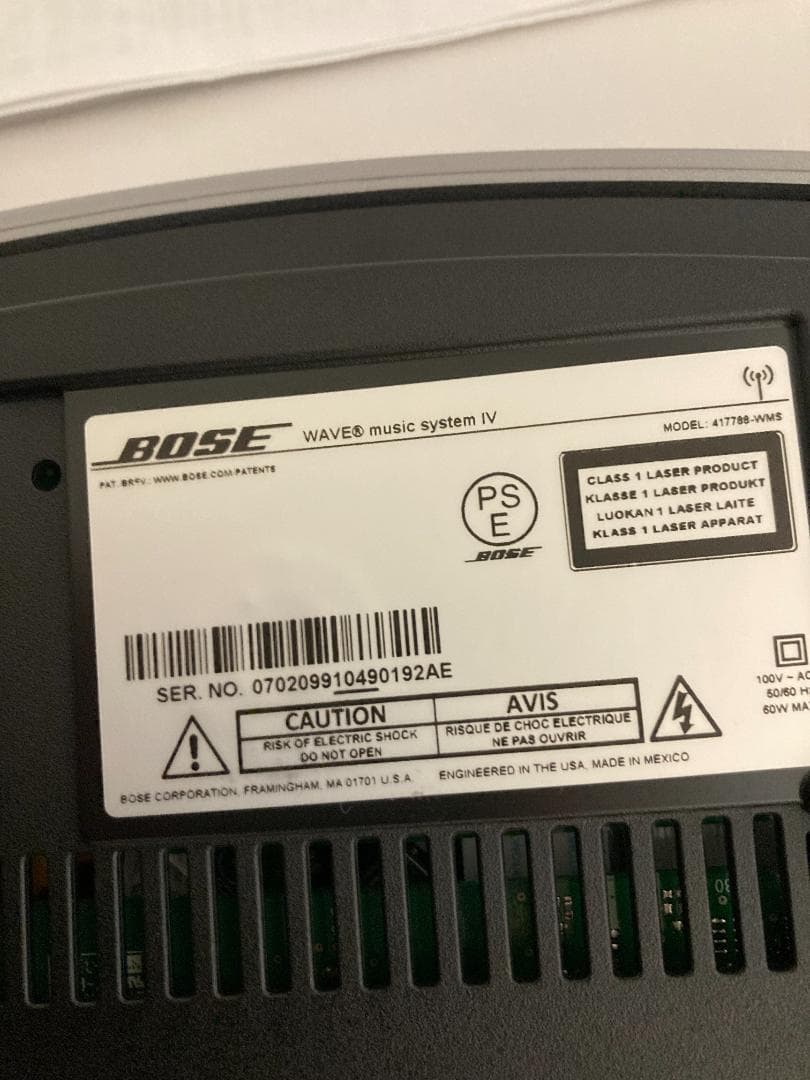 BOSE WAVE® music system IV
MODEL: 417788-WMS
PAT. REV.: WWW.BOSE.COM/PATENTS
PS
E
BOSE
CLASS 1 LASER PRODUCT
KLASSE 1 LASER PRODUKT
LUOKAN 1 LASER LAITE
KLASS 1 LASER APPARAT
SER. NO. 070209910490192AE
100V ~ AC
50/60 H
60W MA
CAUTION
RISK OF ELECTRIC SHOCK
DO NOT OPEN
AVIS
RISQUE DE CHOC ELECTRIQUE
NE PAS OUVRIR
BOSE CORPORATION, FRAMINGHAM, MA 01701 U.S.A. ENGINEERED IN THE USA, MADE IN MEXICO